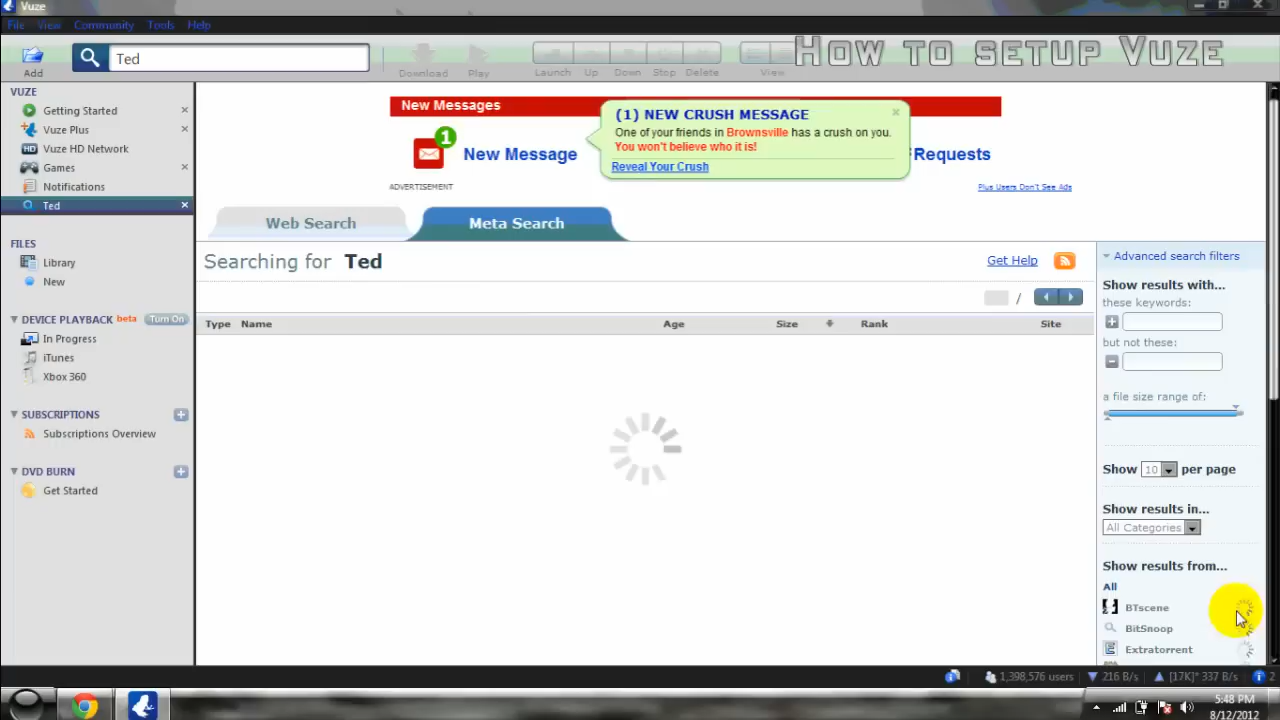 Vuze
File View Community Tools Help
HOW TO SETUP VUZE
Ted
Add Download Play Launch Up Down Stop Delete View
VUZE
Getting Started
Vuze Plus
Vuze HD Network
Games
Notifications
Ted
FILES
Library
New
DEVICE PLAYBACK beta Turn On
In Progress
iTunes
Xbox 360
SUBSCRIPTIONS
Subscriptions Overview
DVD BURN
Get Started
New Messages
1
New Message
(1) NEW CRUSH MESSAGE
One of your friends in Brownsville has a crush on you.
You won't believe who it is!
Reveal Your Crush
Requests
ADVERTISEMENT
Plus Users Don't See Ads
Web Search Meta Search
Searching for Ted
Get Help
/
Type Name Age Size Rank Site
Advanced search filters
Show results with...
these keywords:
but not these:
a file size range of:
Show 10 per page
Show results in...
All Categories
Show results from...
All
BTscene
BitSnoop
Extratorrent
1,398,576 users 216 B/s [17K]* 337 B/s 2
5:48 PM
8/12/2012